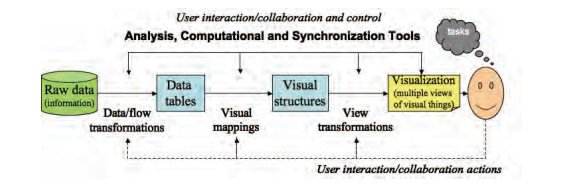 User interaction/collaboration and control
Analysis, Computational and Synchronization Tools
tasks
Raw data
(information)
Data
tables
Visual
structures
Visualization
(multiple views
of visual things)
Data/flow
transformations
Visual
mappings
View
transformations
User interaction/collaboration actions